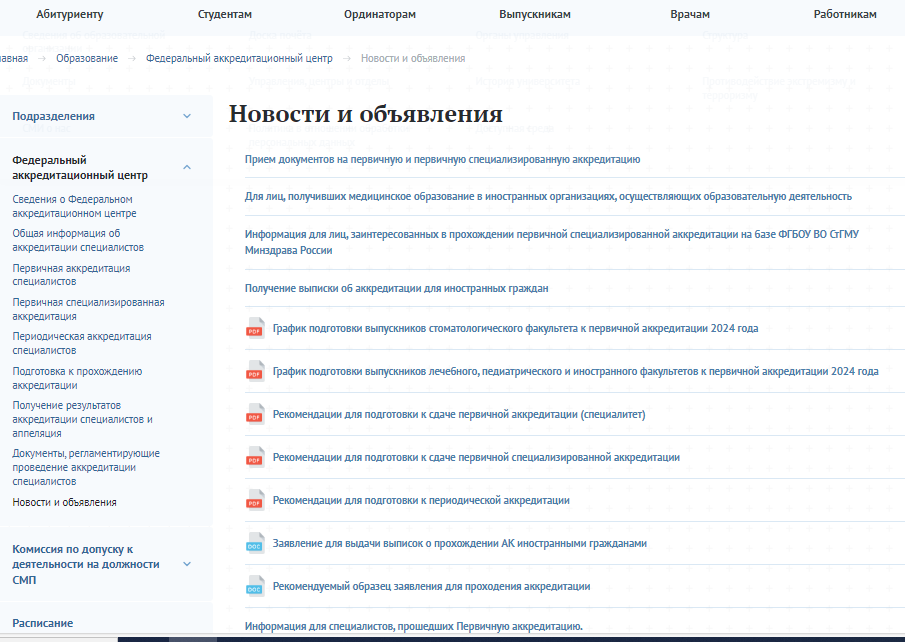 Абитуриенту Студентам Ординаторам Выпускникам Врачам Работникам
Образование → Федеральный аккредитационный центр → Новости и объявления
Подразделения
Федеральный
аккредитационный центр
Сведения о Федеральном
аккредитационном центре
Общая информация об
аккредитации специалистов
Первичная аккредитация
специалистов
Первичная специализированная
аккредитация
Периодическая аккредитация
специалистов
Подготовка к прохождению
аккредитации
Получение результатов
аккредитации специалистов и
аппеляция
Документы, регламентирующие
проведение аккредитации
специалистов
Новости и объявления
Комиссия по допуску к
деятельности на должности
СМП
Расписание
Новости и объявления
Прием документов на первичную и первичную специализированную аккредитацию
Для лиц, получивших медицинское образование в иностранных организациях, осуществляющих образовательную деятельность
Информация для лиц, заинтересованных в прохождении первичной специализированной аккредитации на базе ФГБОУ ВО СтГМУ
Минздрава России
Получение выписки об аккредитации для иностранных граждан
PDF График подготовки выпускников стоматологического факультета к первичной аккредитации 2024 года
PDF График подготовки выпускников лечебного, педиатрического и иностранного факультетов к первичной аккредитации 2024 года
PDF Рекомендации для подготовки к сдаче первичной аккредитации (специалитет)
PDF Рекомендации для подготовки к сдаче первичной специализированной аккредитации
PDF Рекомендации для подготовки к периодической аккредитации
DOC Заявление для выдачи выписок о прохождении АК иностранными гражданами
DOC Рекомендуемый образец заявления для проходения аккредитации
Информация для специалистов, прошедших Первичную аккредитацию.